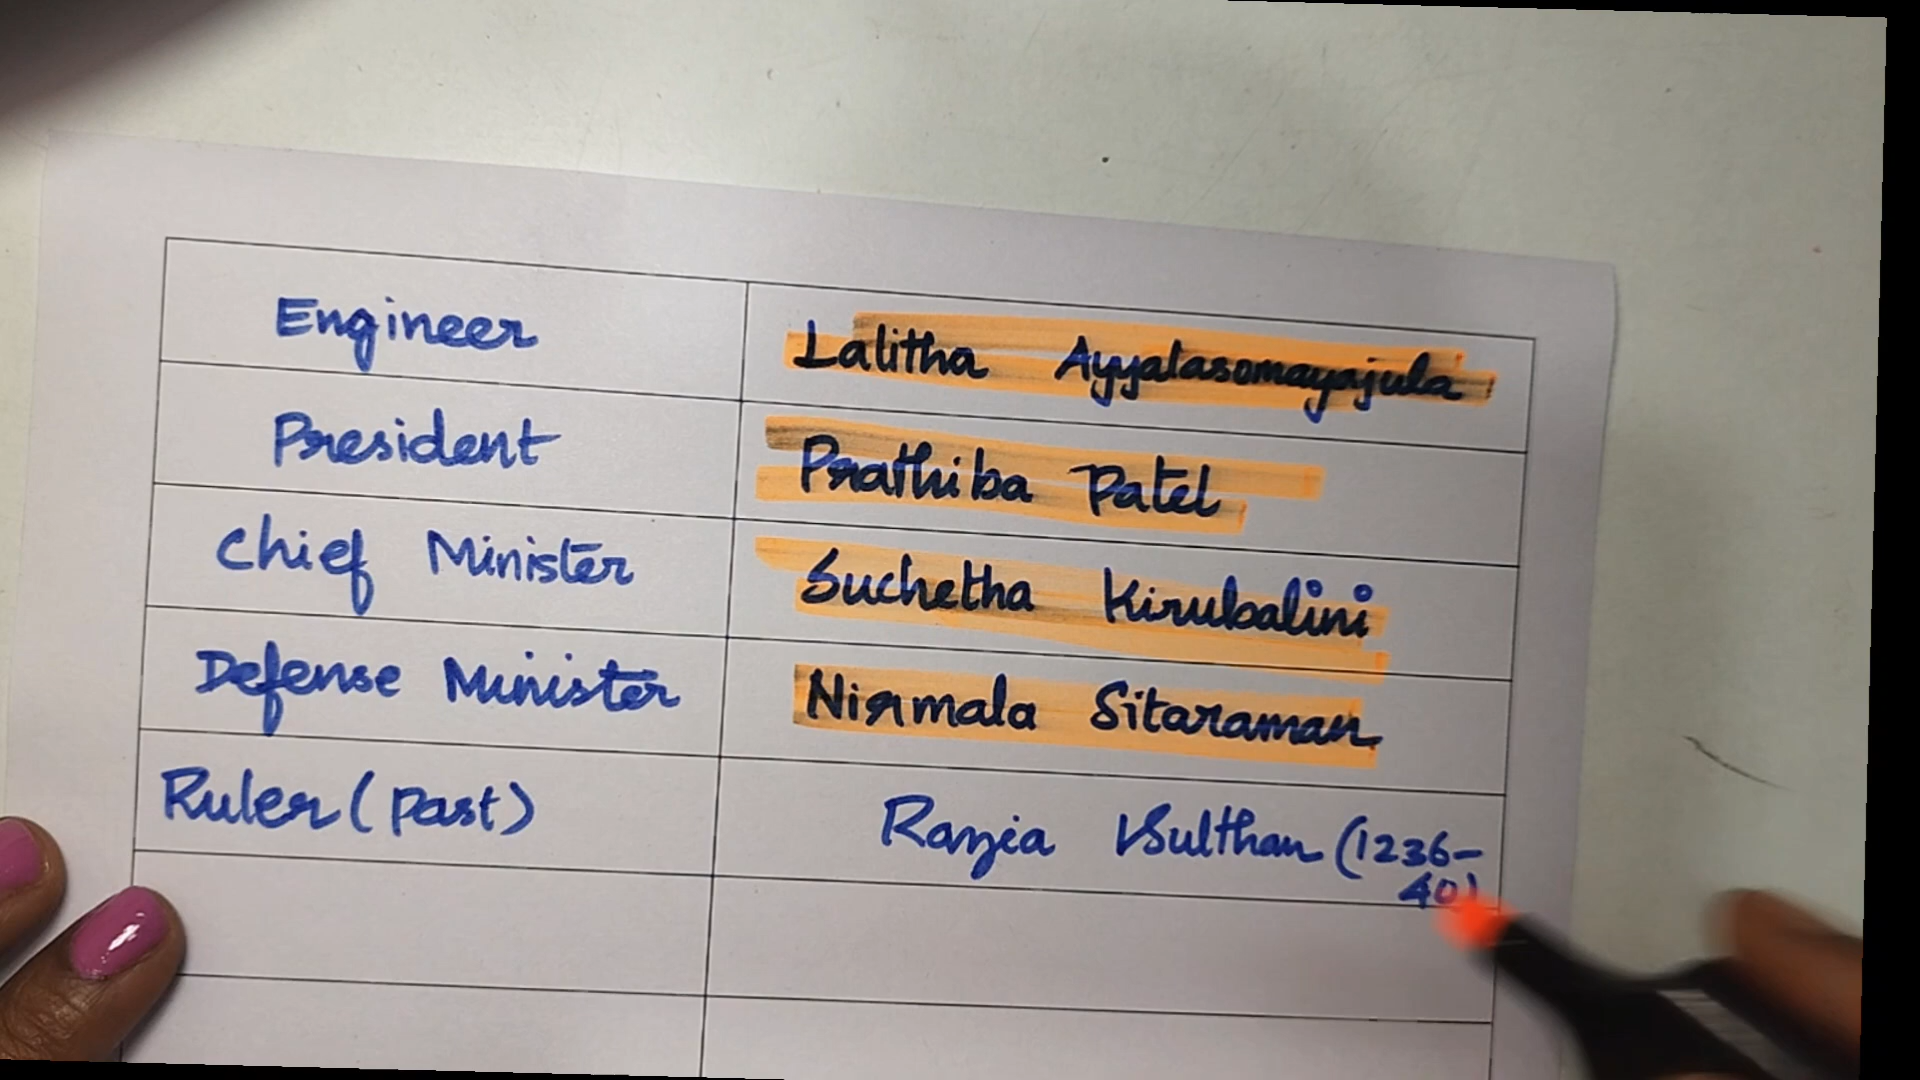 Engineer Lalitha Ayyalasomayajula
President Prathiba Patel
Chief Minister Suchetha Kirubalini
Defense Minister Nirmala Sitaraman
Ruler (Past) Razia Sulthan (1236-
40)